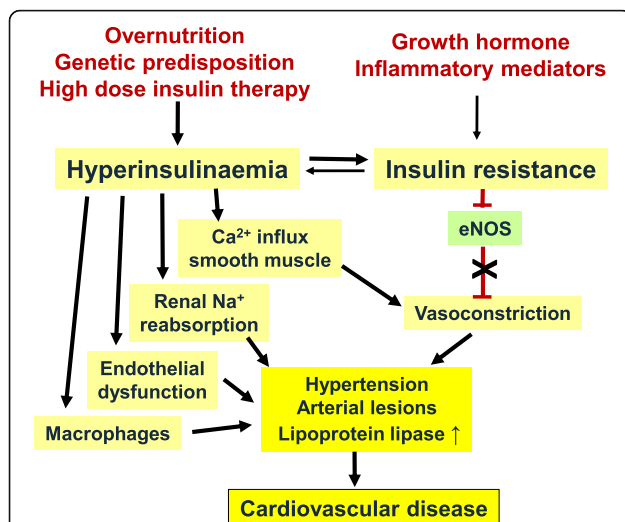 Overnutrition
Genetic predisposition
High dose insulin therapy
Growth hormone
Inflammatory mediators
Hyperinsulinaemia
Insulin resistance
eNOS
Ca²⁺ influx
smooth muscle
Renal Na⁺
reabsorption
Vasoconstriction
Endothelial
dysfunction
Macrophages
Hypertension
Arterial lesions
Lipoprotein lipase ↑
Cardiovascular disease